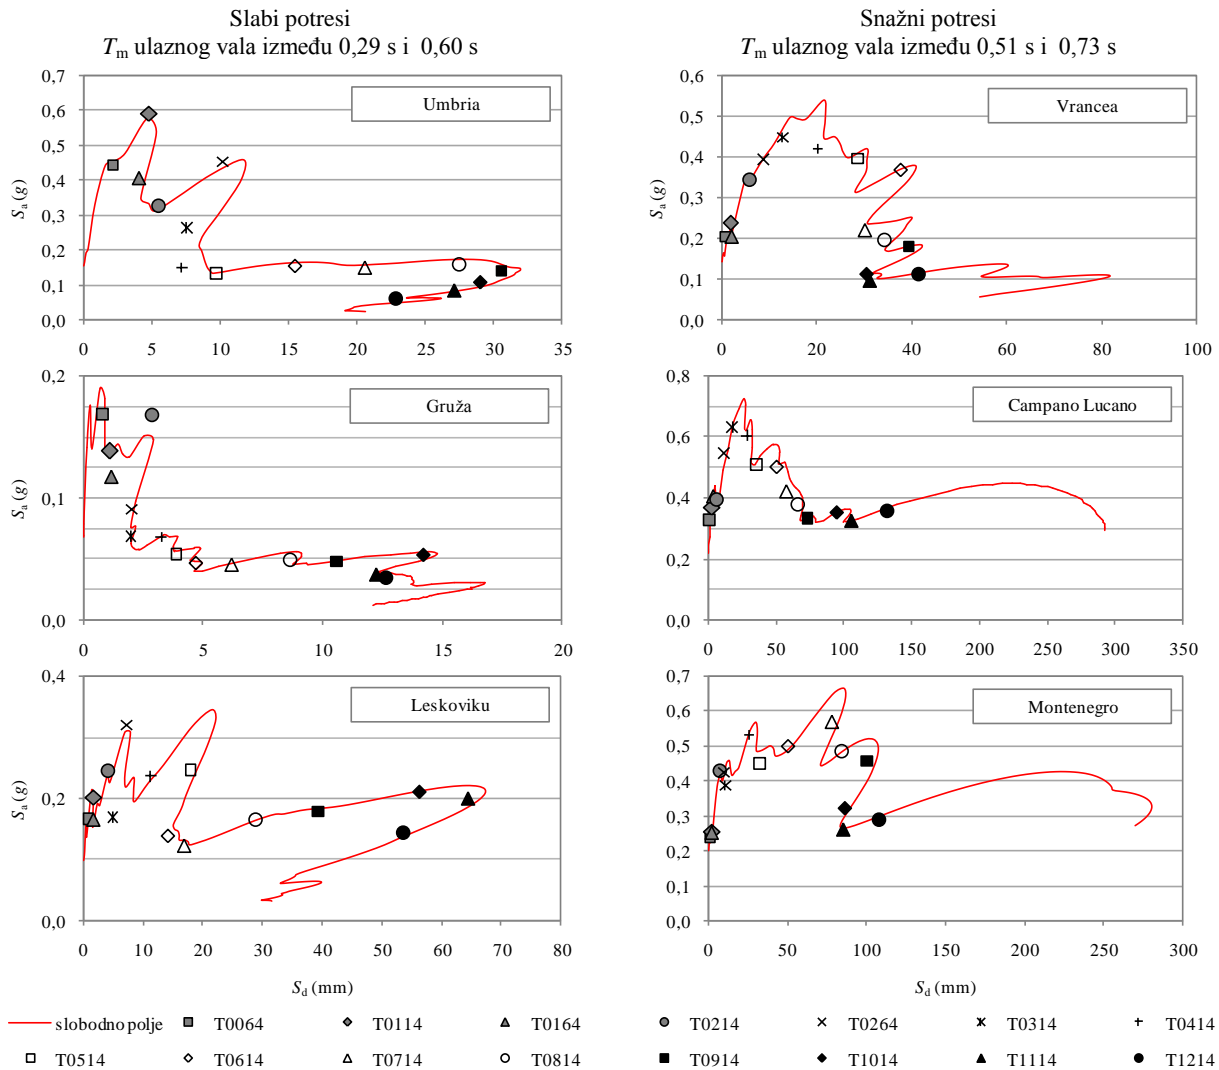 Slabi potresi
Tm ulaznog vala između 0,29 s i 0,60 s
Snažni potresi
Tm ulaznog vala između 0,51 s i 0,73 s
Umbria
Sa (g)
0,7
0,6
0,5
0,4
0,3
0,2
0,1
0,0
0 5 10 15 20 25 30 35
Vrancea
Sa (g)
0,6
0,5
0,4
0,3
0,2
0,1
0,0
0 20 40 60 80 100
Gruža
Sa (g)
0,2
0,1
0,0
0 5 10 15 20
Campano Lucano
Sa (g)
0,8
0,6
0,4
0,2
0,0
0 50 100 150 200 250 300 350
Leskoviku
Sa (g)
0,4
0,2
0,0
0 10 20 30 40 50 60 70 80
Sd (mm)
Montenegro
Sa (g)
0,7
0,6
0,5
0,4
0,3
0,2
0,1
0,0
0 50 100 150 200 250 300
Sd (mm)
slobodno polje T0064 T0114 T0164 T0214 T0264 T0314 T0414
T0514 T0614 T0714 T0814 T0914 T1014 T1114 T1214